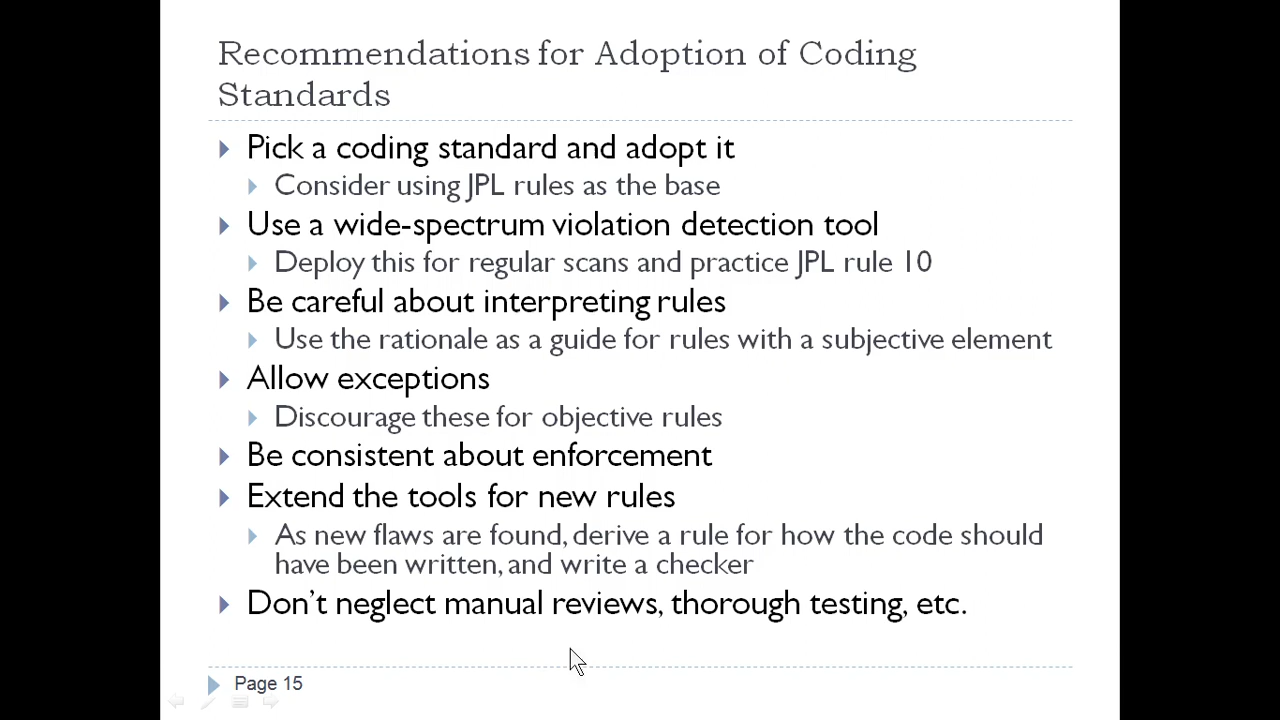 Recommendations for Adoption of Coding
Standards
Pick a coding standard and adopt it
Consider using JPL rules as the base
Use a wide-spectrum violation detection tool
Deploy this for regular scans and practice JPL rule 10
Be careful about interpreting rules
Use the rationale as a guide for rules with a subjective element
Allow exceptions
Discourage these for objective rules
Be consistent about enforcement
Extend the tools for new rules
As new flaws are found, derive a rule for how the code should
have been written, and write a checker
Don’t neglect manual reviews, thorough testing, etc.
Page 15